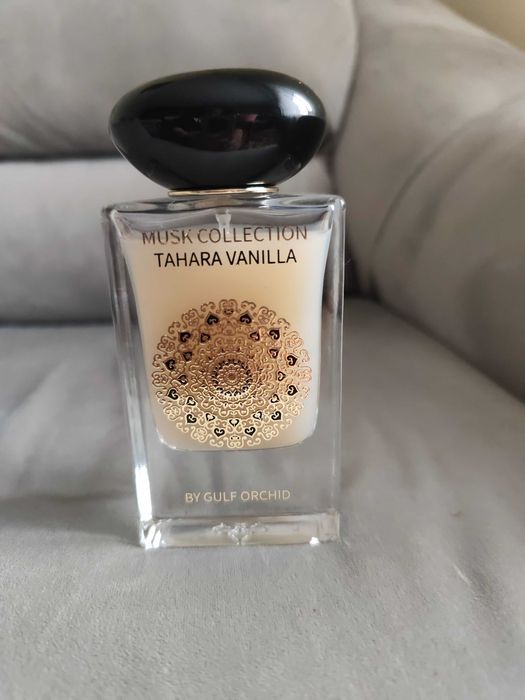 MUSK COLLECTION
TAHARA VANILLA
BY GULF ORCHID